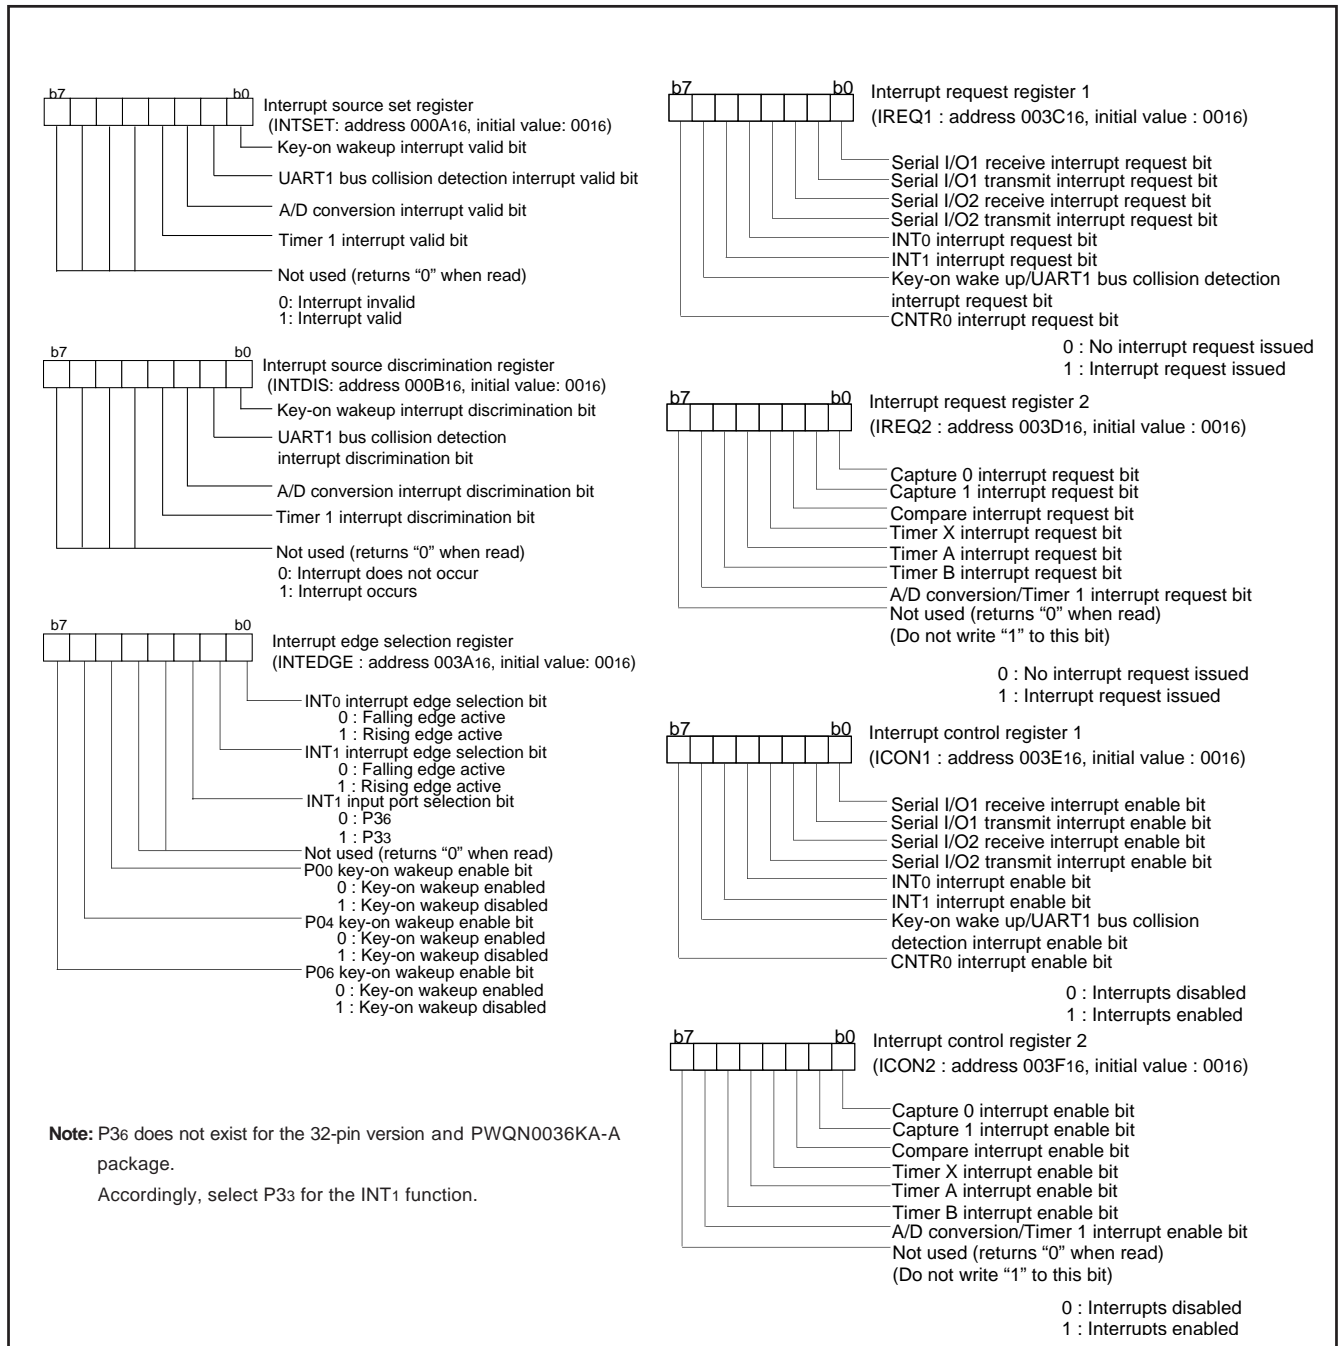 b7 b0
Interrupt source set register
(INTSET: address 000A16, initial value: 0016)
Key-on wakeup interrupt valid bit
UART1 bus collision detection interrupt valid bit
A/D conversion interrupt valid bit
Timer 1 interrupt valid bit
Not used (returns “0” when read)
0: Interrupt invalid
1: Interrupt valid
b7 b0
Interrupt source discrimination register
(INTDIS: address 000B16, initial value: 0016)
Key-on wakeup interrupt discrimination bit
UART1 bus collision detection
interrupt discrimination bit
A/D conversion interrupt discrimination bit
Timer 1 interrupt discrimination bit
Not used (returns “0” when read)
0: Interrupt does not occur
1: Interrupt occurs
b7 b0
Interrupt edge selection register
(INTEDGE : address 003A16, initial value: 0016)
INT0 interrupt edge selection bit
0 : Falling edge active
1 : Rising edge active
INT1 interrupt edge selection bit
0 : Falling edge active
1 : Rising edge active
INT1 input port selection bit
0 : P36
1 : P33
Not used (returns “0” when read)
P00 key-on wakeup enable bit
0 : Key-on wakeup enabled
1 : Key-on wakeup disabled
P04 key-on wakeup enable bit
0 : Key-on wakeup enabled
1 : Key-on wakeup disabled
P06 key-on wakeup enable bit
0 : Key-on wakeup enabled
1 : Key-on wakeup disabled
Note: P36 does not exist for the 32-pin version and PWQN0036KA-A
package.
Accordingly, select P33 for the INT1 function.
b7 b0
Interrupt request register 1
(IREQ1 : address 003C16, initial value : 0016)
Serial I/O1 receive interrupt request bit
Serial I/O1 transmit interrupt request bit
Serial I/O2 receive interrupt request bit
Serial I/O2 transmit interrupt request bit
INT0 interrupt request bit
INT1 interrupt request bit
Key-on wake up/UART1 bus collision detection
interrupt request bit
CNTR0 interrupt request bit
0 : No interrupt request issued
1 : Interrupt request issued
b7 b0
Interrupt request register 2
(IREQ2 : address 003D16, initial value : 0016)
Capture 0 interrupt request bit
Capture 1 interrupt request bit
Compare interrupt request bit
Timer X interrupt request bit
Timer A interrupt request bit
Timer B interrupt request bit
A/D conversion/Timer 1 interrupt request bit
Not used (returns “0” when read)
(Do not write “1” to this bit)
0 : No interrupt request issued
1 : Interrupt request issued
b7 b0
Interrupt control register 1
(ICON1 : address 003E16, initial value : 0016)
Serial I/O1 receive interrupt enable bit
Serial I/O1 transmit interrupt enable bit
Serial I/O2 receive interrupt enable bit
Serial I/O2 transmit interrupt enable bit
INT0 interrupt enable bit
INT1 interrupt enable bit
Key-on wake up/UART1 bus collision
detection interrupt enable bit
CNTR0 interrupt enable bit
0 : Interrupts disabled
1 : Interrupts enabled
b7 b0
Interrupt control register 2
(ICON2 : address 003F16, initial value : 0016)
Capture 0 interrupt enable bit
Capture 1 interrupt enable bit
Compare interrupt enable bit
Timer X interrupt enable bit
Timer A interrupt enable bit
Timer B interrupt enable bit
A/D conversion/Timer 1 interrupt enable bit
Not used (returns “0” when read)
(Do not write “1” to this bit)
0 : Interrupts disabled
1 : Interrupts enabled